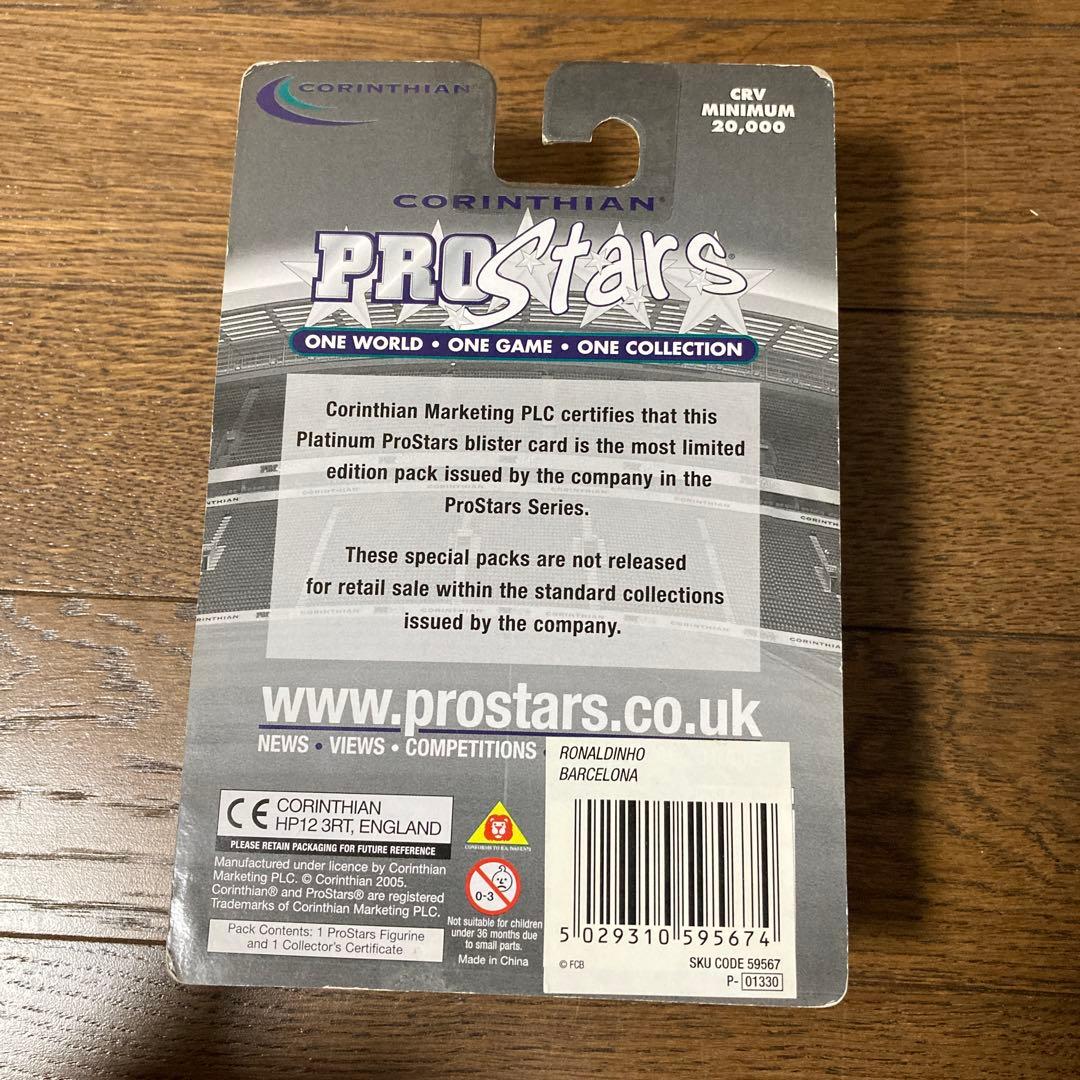 CORINTHIAN
CRV
MINIMUM
20,000
CORINTHIAN®
PROStars®
ONE WORLD • ONE GAME • ONE COLLECTION
Corinthian Marketing PLC certifies that this
Platinum ProStars blister card is the most limited
edition pack issued by the company in the
ProStars Series.
These special packs are not released
for retail sale within the standard collections
issued by the company.
CORINTHIAN
CORINTHIAN
www.prostars.co.uk
NEWS • VIEWS • COMPETITIONS
RONALDINHO
BARCELONA
CE CORINTHIAN
HP12 3RT, ENGLAND
PLEASE RETAIN PACKAGING FOR FUTURE REFERENCE
Manufactured under licence by Corinthian
Marketing PLC. © Corinthian 2005.
Corinthian® and ProStars® are registered
Trademarks of Corinthian Marketing PLC.
Pack Contents: 1 ProStars Figurine
and 1 Collector's Certificate
0-3
Not suitable for children
under 36 months due
to small parts.
Made in China
5 029310 595674
© FCB
SKU CODE 59567
P- 01330